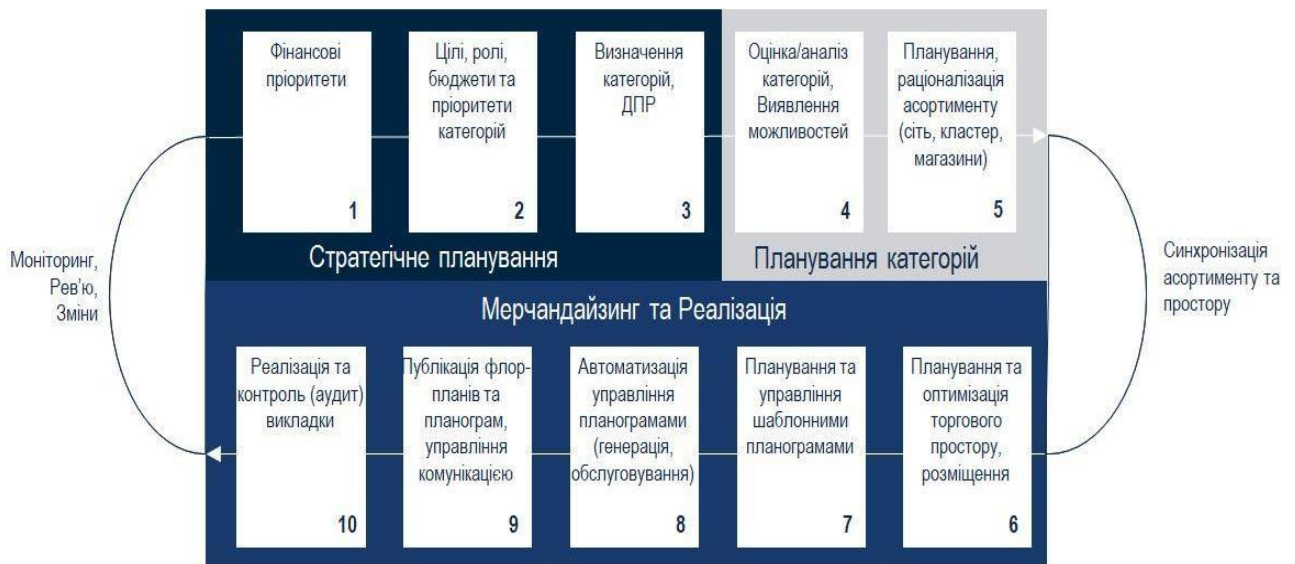 Фінансові
пріоритети
1
Цілі, ролі,
бюджети та
пріоритети
категорій
2
Визначення
категорій,
ДПР
3
Оцінка/аналіз
категорій,
Виявлення
можливостей
4
Планування,
раціоналізація
асортименту
(сіть, кластер,
магазини)
5
Стратегічне планування
Планування категорій
Моніторинг,
Рев’ю,
Зміни
Синхронізація
асортименту та
простору
Мерчандайзинг та Реалізація
Реалізація та
контроль (аудит)
викладки
10
Публікація флор-
планів та
планограм,
управління
комунікацією
9
Автоматизація
управління
планограмами
(генерація,
обслуговування)
8
Планування та
управління
шаблонними
планограмами
7
Планування та
оптимізація
торгового
простору,
розміщення
6